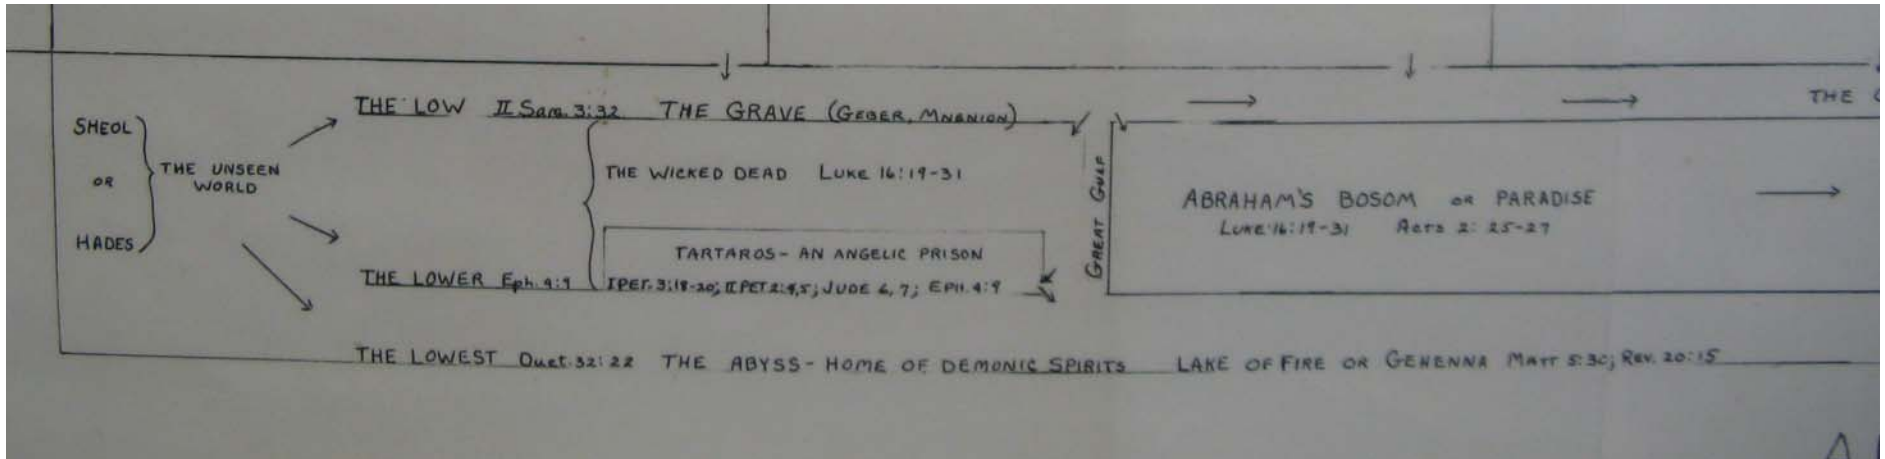 THE LOW II Sam. 3:32 THE GRAVE (GEBER, MNANION)
THE
SHEOL
OR
HADES
THE UNSEEN
WORLD
THE WICKED DEAD LUKE 16:19-31
TARTAROS - AN ANGELIC PRISON
THE LOWER Eph. 4:9 I PET. 3:18-20; II PET 2:4,5; JUDE 6, 7; EPH. 4:9
GREAT GULF
ABRAHAM'S BOSOM OR PARADISE
LUKE 16:19-31 ACTS 2: 25-27
THE LOWEST Duet. 32:22 THE ABYSS - HOME OF DEMONIC SPIRITS LAKE OF FIRE OR GEHENNA MATT 5:30; REV. 20:15